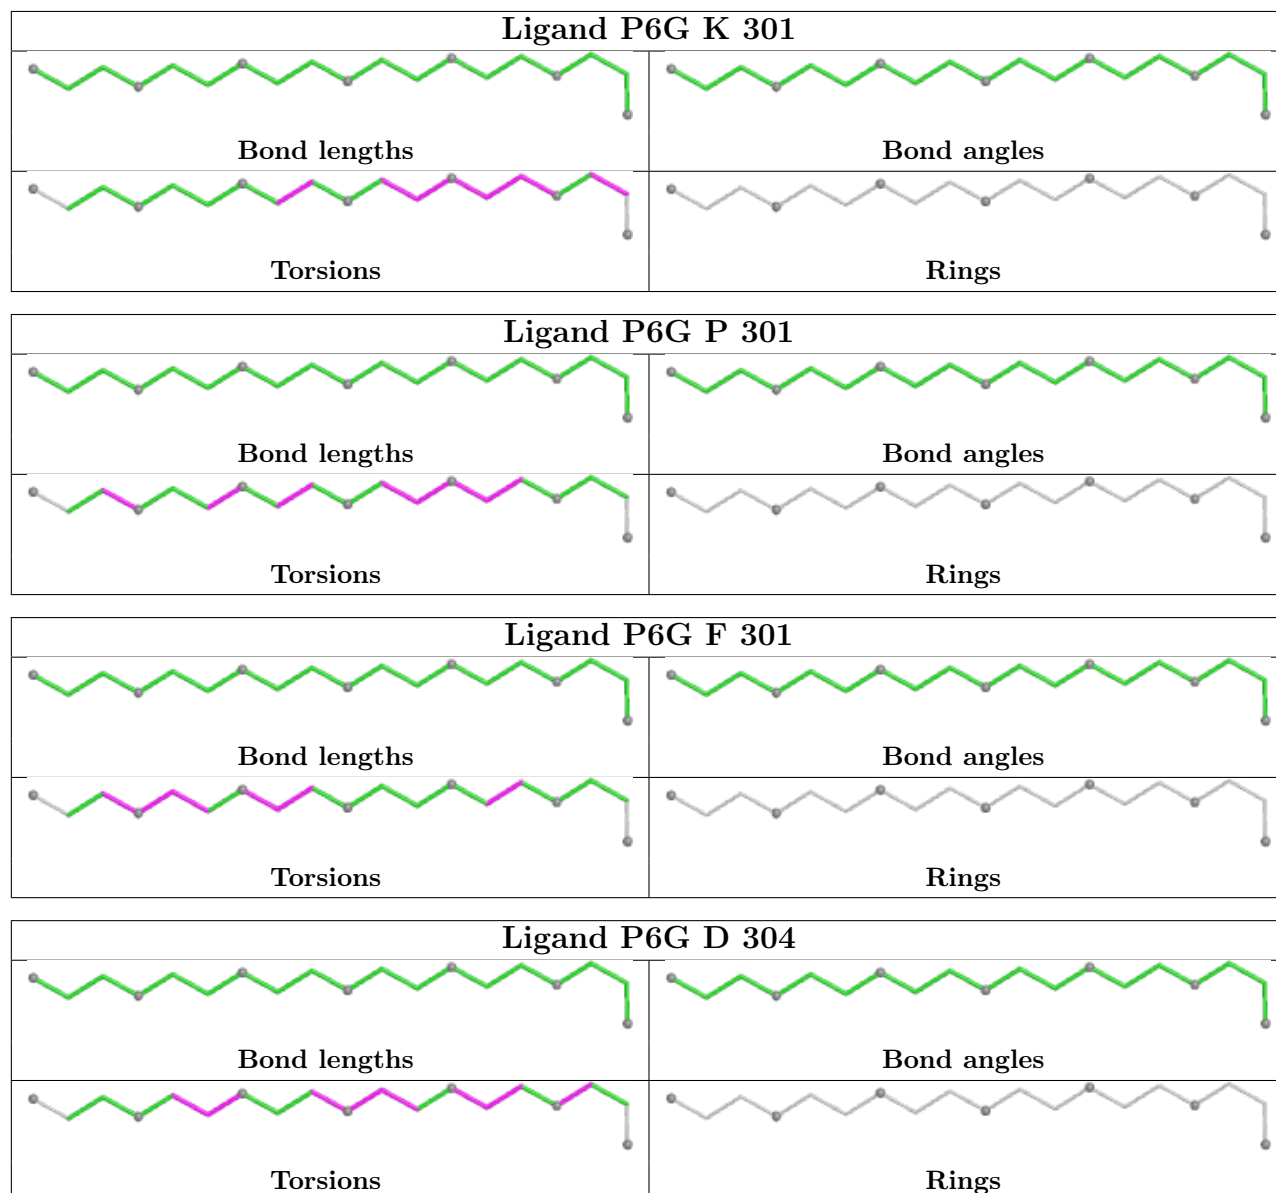 Ligand P6G K 301
Bond lengths
Bond angles
Torsions
Rings
Ligand P6G P 301
Bond lengths
Bond angles
Torsions
Rings
Ligand P6G F 301
Bond lengths
Bond angles
Torsions
Rings
Ligand P6G D 304
Bond lengths
Bond angles
Torsions
Rings